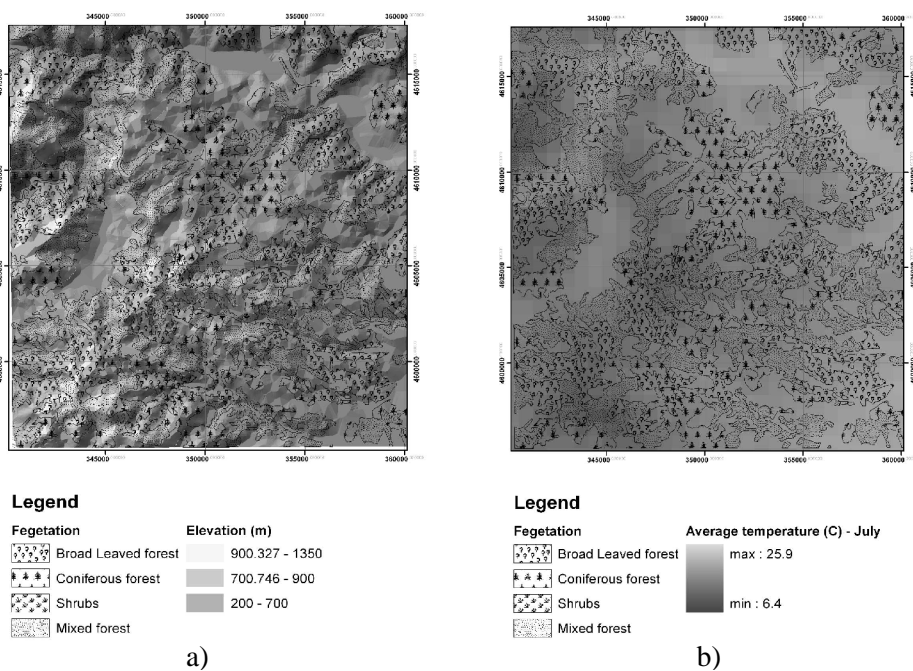 345000 350000 355000 360000
345000 350000 355000 360000
4615000 4615000
4615000
4610000 4610000
4610000
4605000
4605000
4600000 4600000
345000 350000 355000 360000
345000 350000 355000 360000
Legend
Fegetation Elevation (m)
Broad Leaved forest 900.327 - 1350
Coniferous forest 700.746 - 900
Shrubs 200 - 700
Mixed forest
a)
Legend
Fegetation Average temperature (C) - July
Broad Leaved forest max : 25.9
Coniferous forest
Shrubs min : 6.4
Mixed forest
b)